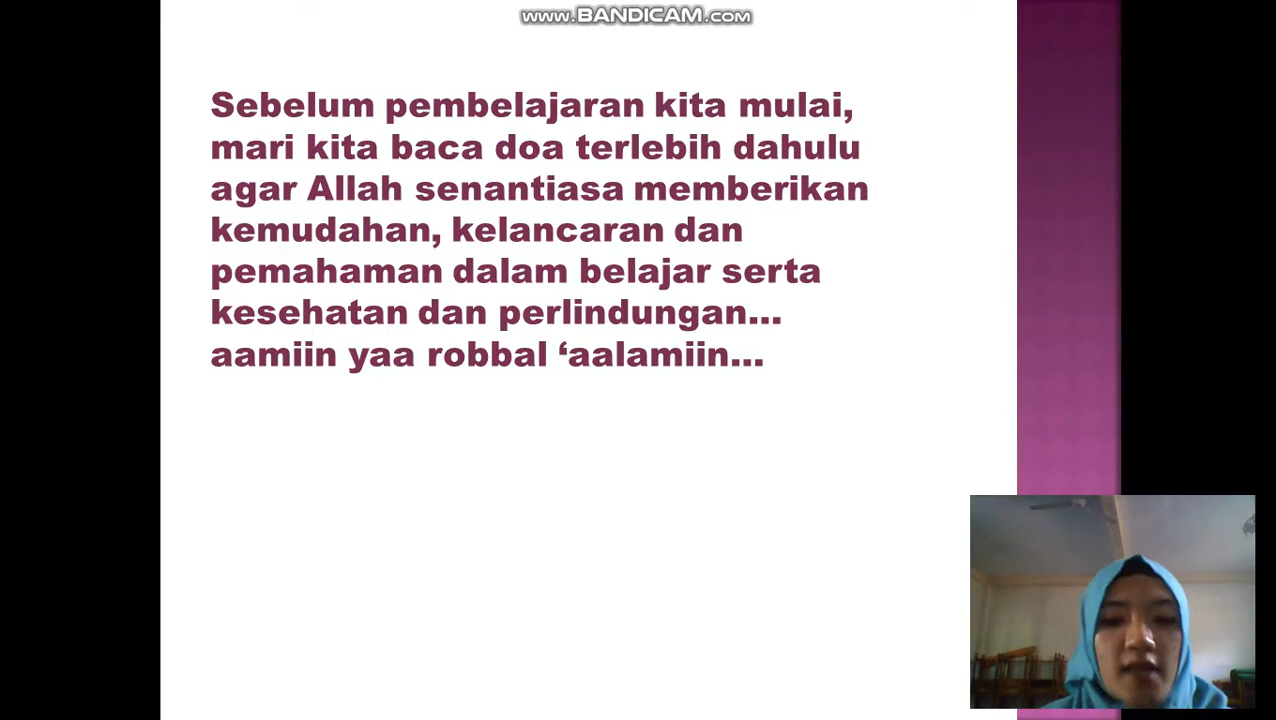 www.BANDICAM.com
Sebelum pembelajaran kita mulai,
mari kita baca doa terlebih dahulu
agar Allah senantiasa memberikan
kemudahan, kelancaran dan
pemahaman dalam belajar serta
kesehatan dan perlindungan...
aamiin yaa robbal ‘aalamiin...